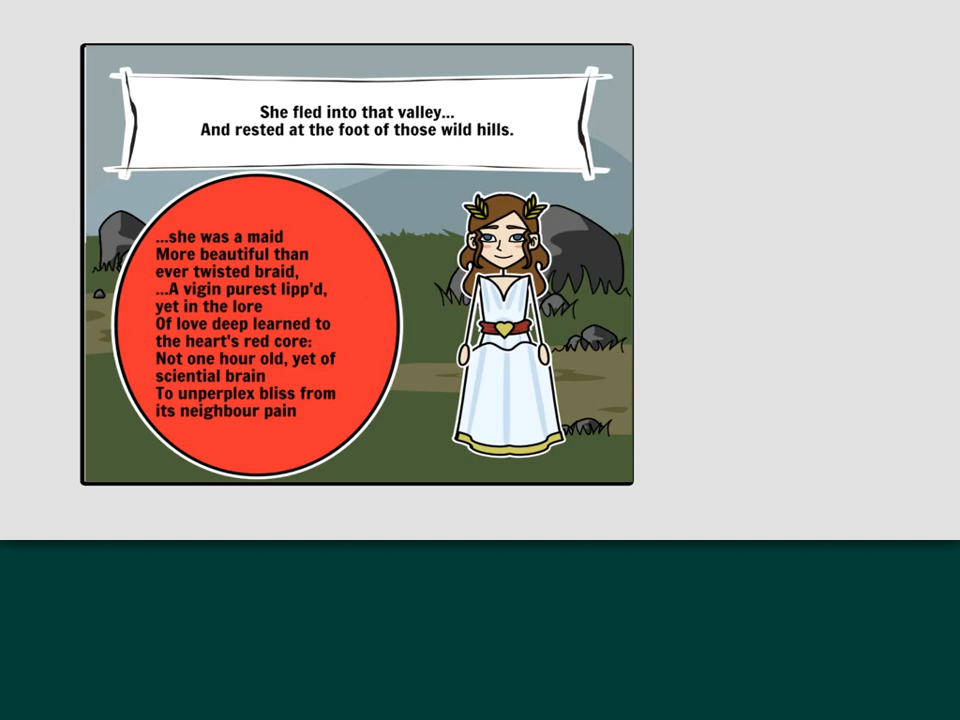 She fled into that valley...
And rested at the foot of those wild hills.
...she was a maid
More beautiful than
ever twisted braid,
...A vigin purest lipp'd,
yet in the lore
Of love deep learned to
the heart's red core:
Not one hour old, yet of
sciential brain
To unperplex bliss from
its neighbour pain